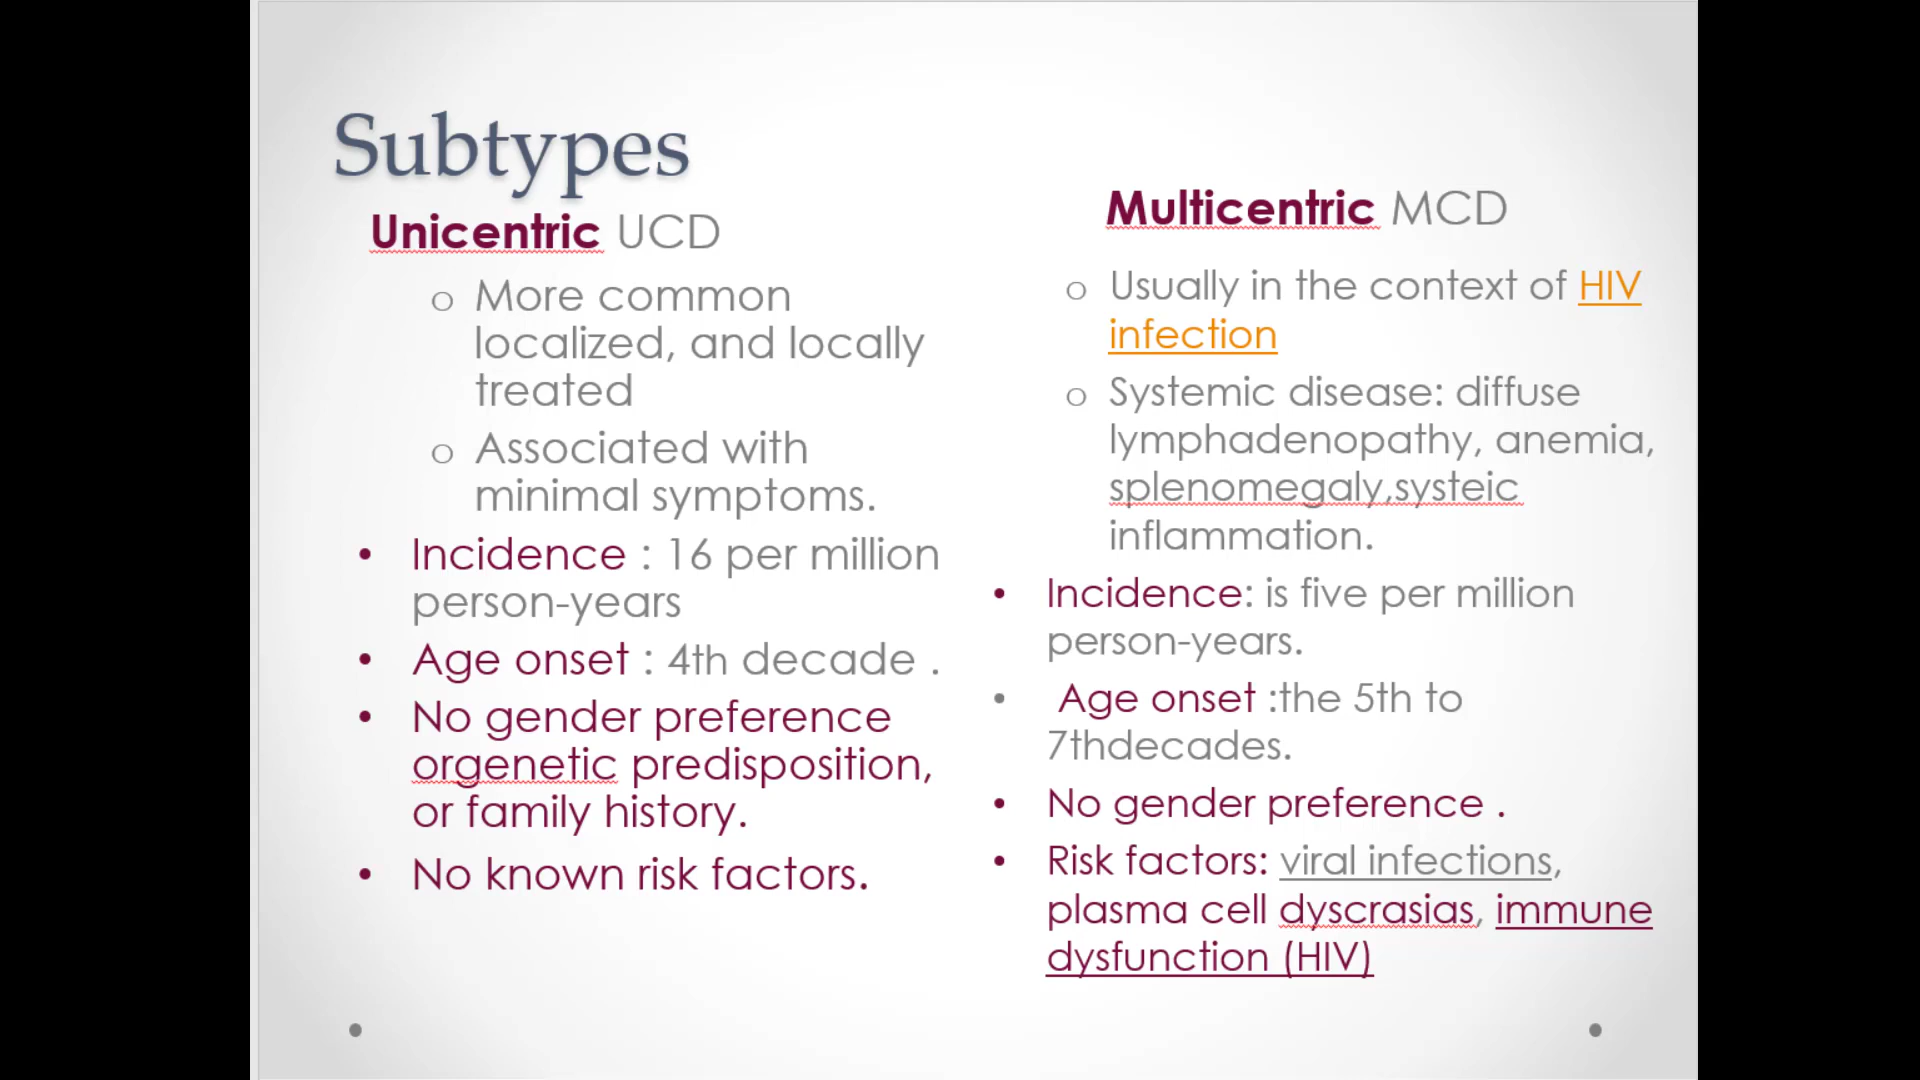 Subtypes
Unicentric UCD
o More common
localized, and locally
treated
o Associated with
minimal symptoms.
• Incidence : 16 per million
person-years
• Age onset : 4th decade .
• No gender preference
orgenetic predisposition,
or family history.
• No known risk factors.
Multicentric MCD
o Usually in the context of HIV
infection
o Systemic disease: diffuse
lymphadenopathy, anemia,
splenomegaly,systeic
inflammation.
• Incidence: is five per million
person-years.
• Age onset :the 5th to
7thdecades.
• No gender preference .
• Risk factors: viral infections,
plasma cell dyscrasias, immune
dysfunction (HIV)